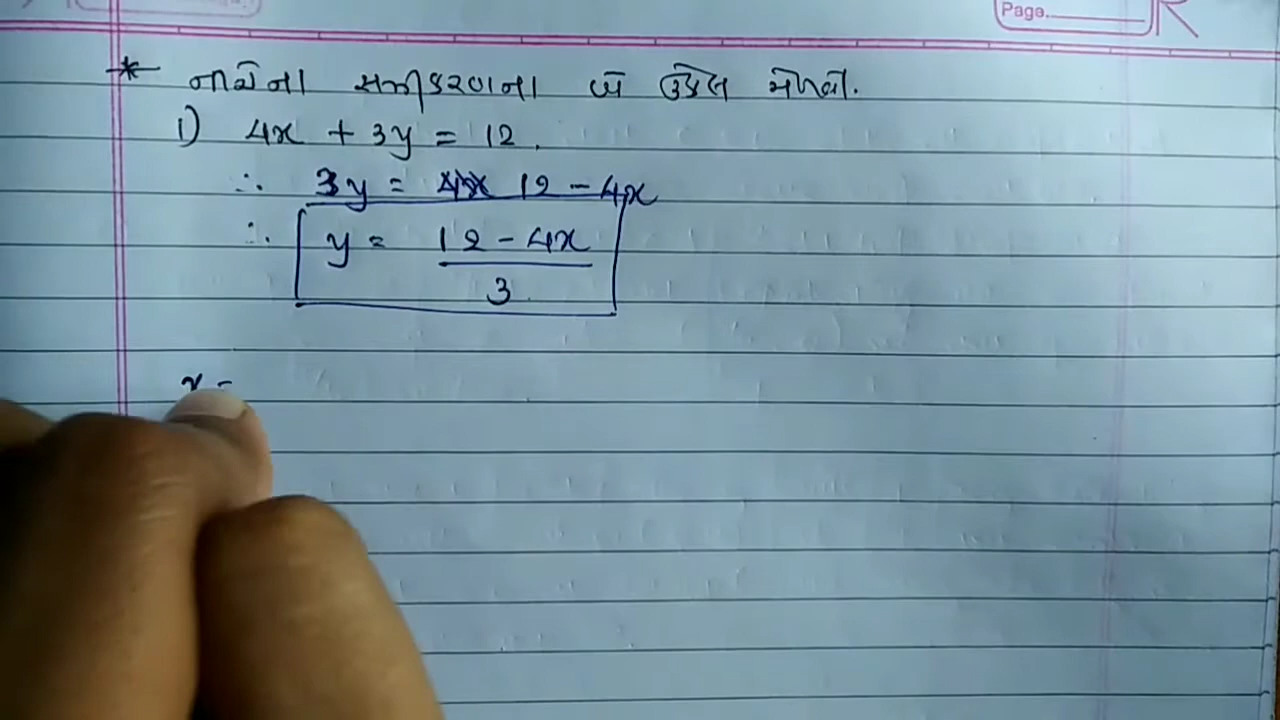 Page.
* નીચેના સમીકરણના બે ઉકેલ મેળવો.
1) 4x + 3y = 12.
∴ 3y = 12 - 4x
∴ y = 12 - 4x / 3
x =